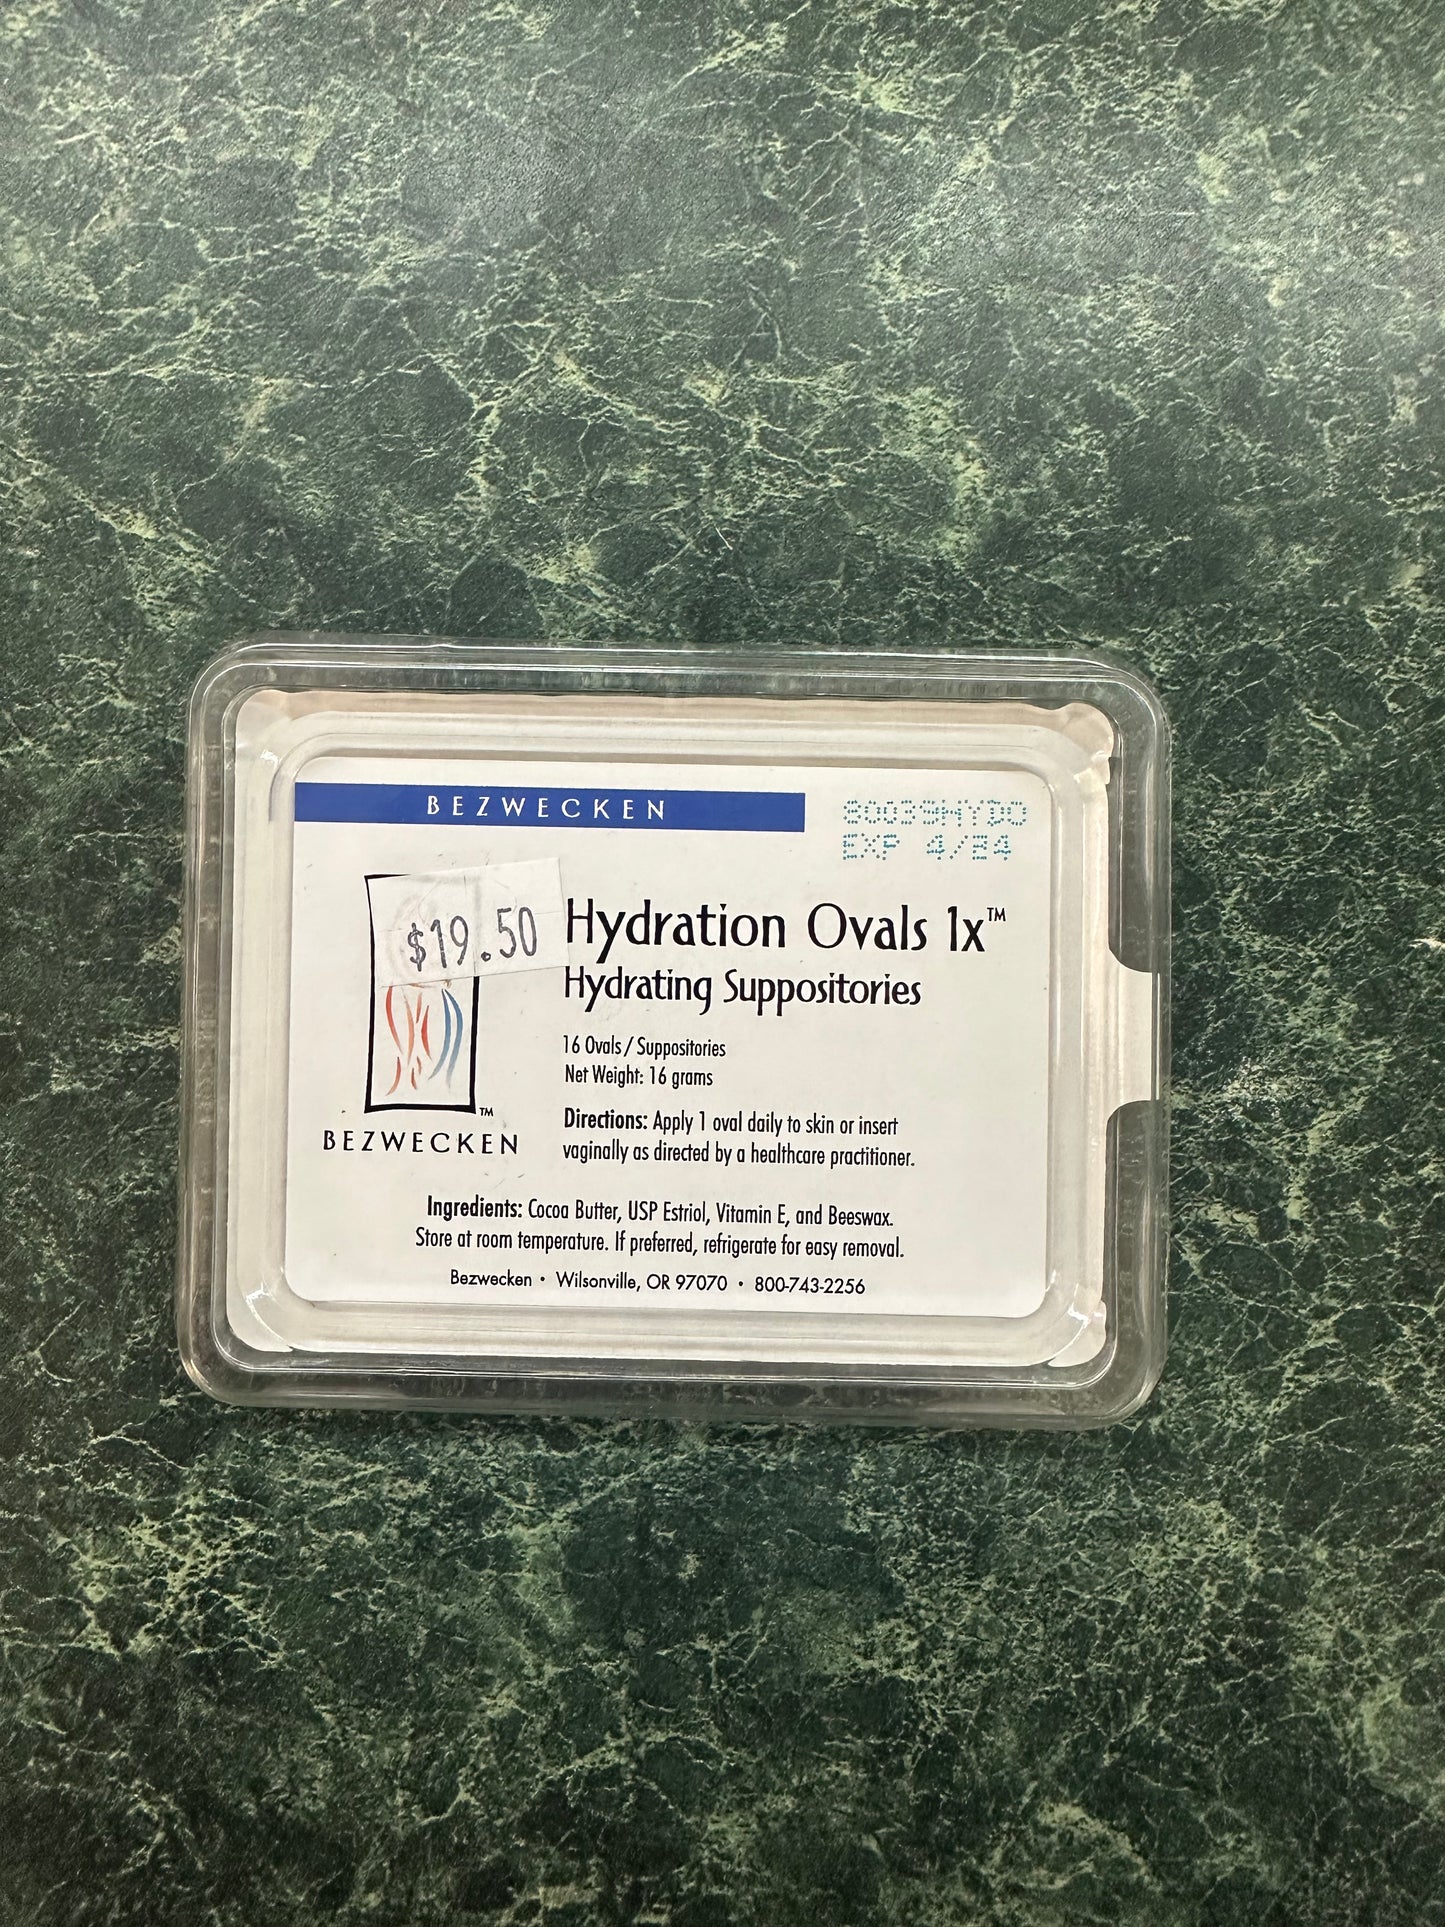 BEZWECKEN
EXP 4/24
$19.50
Hydration Ovals 1x™
Hydrating Suppositories
16 Ovals / Suppositories
Net Weight: 16 grams
Directions: Apply 1 oval daily to skin or insert
vaginally as directed by a healthcare practitioner.
TM
BEZWECKEN
Ingredients: Cocoa Butter, USP Estriol, Vitamin E, and Beeswax.
Store at room temperature. If preferred, refrigerate for easy removal.
Bezwecken • Wilsonville, OR 97070 • 800-743-2256